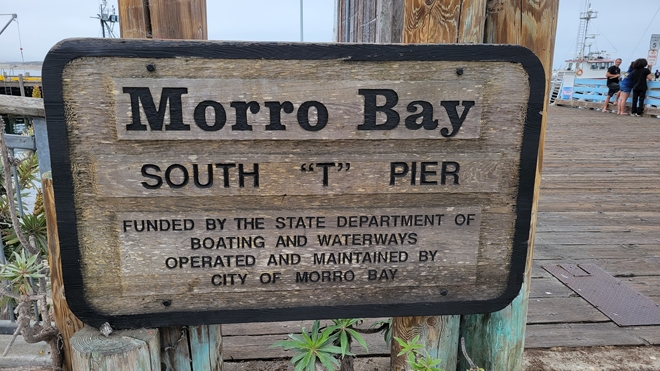 Morro Bay
SOUTH "T" PIER
FUNDED BY THE STATE DEPARTMENT OF
BOATING AND WATERWAYS
OPERATED AND MAINTAINED BY
CITY OF MORRO BAY